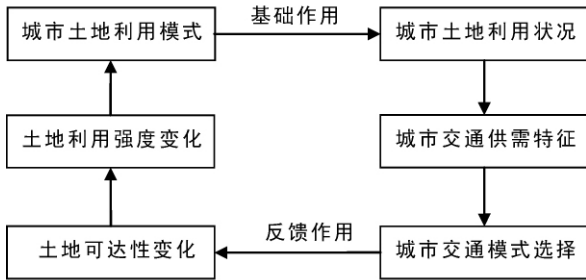 城市土地利用模式
基础作用
城市土地利用状况
土地利用强度变化
城市交通供需特征
土地可达性变化
反馈作用
城市交通模式选择